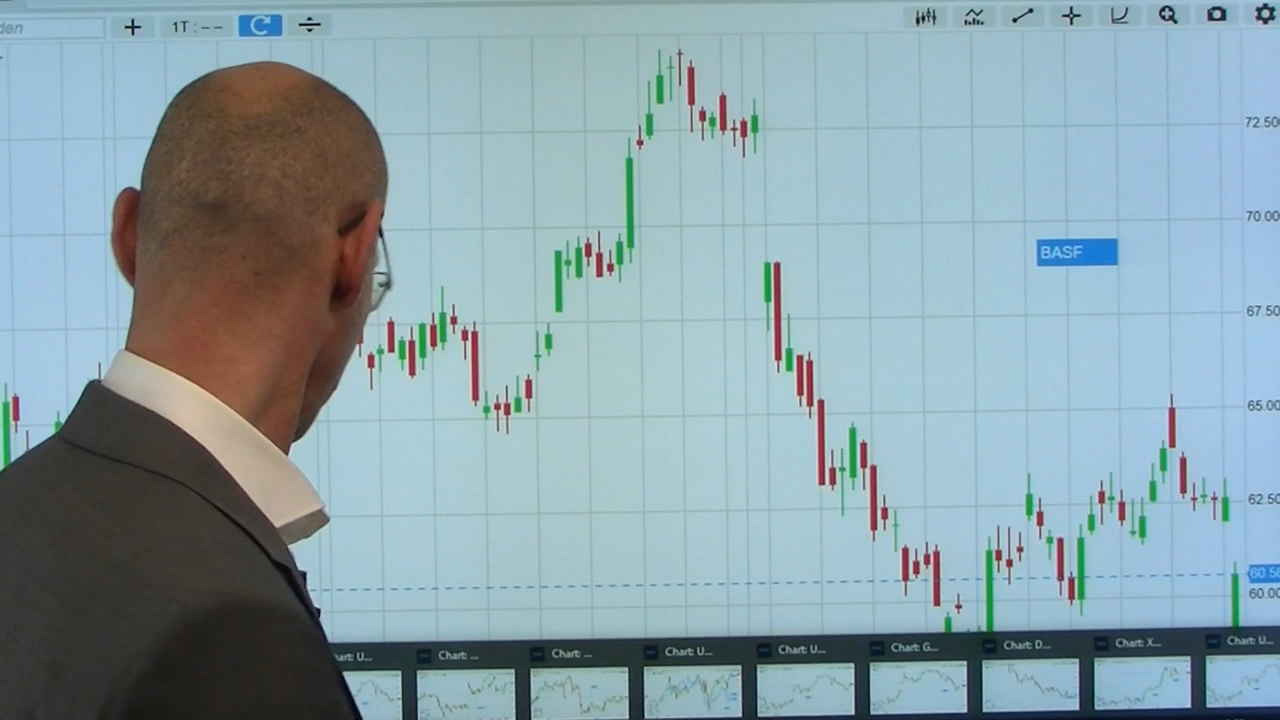 den
1T : --
72.50
70.00
BASF
67.50
65.00
62.50
60.50
60.00
Chart: U...
Chart: ...
Chart: ...
Chart: U...
Chart: U...
Chart: G...
Chart: D...
Chart: X...
Chart: U...